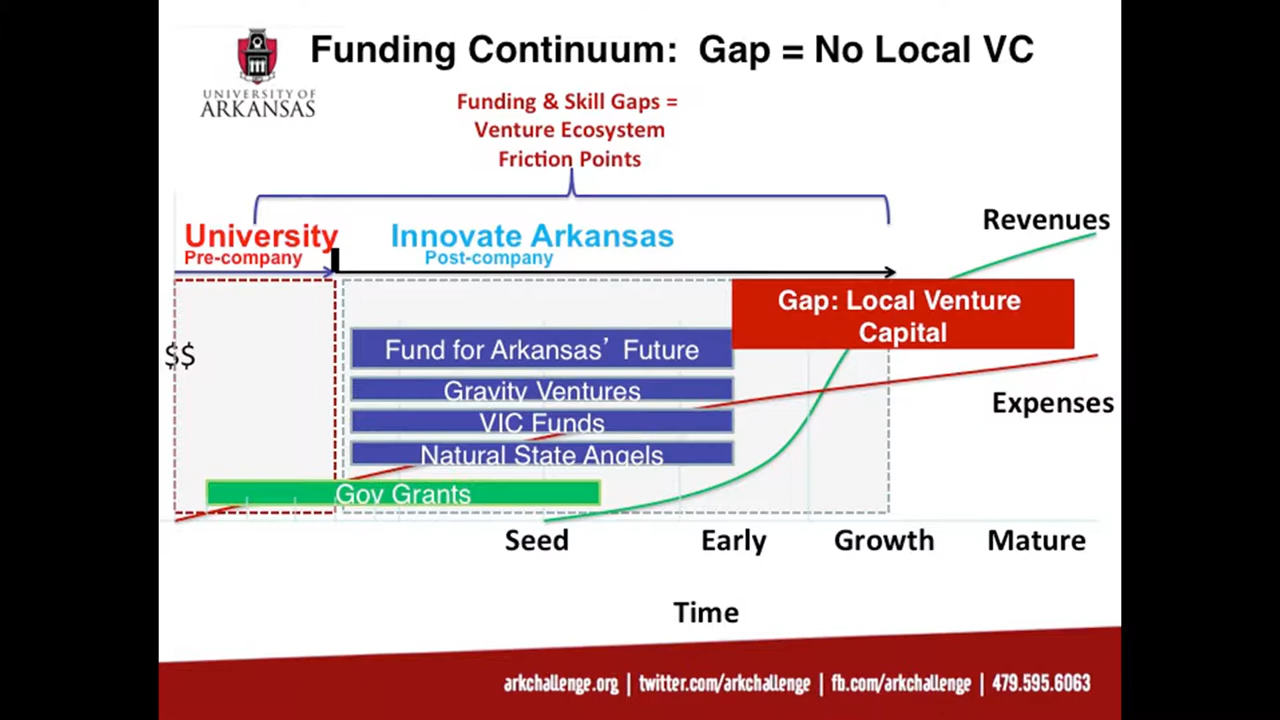 Funding Continuum: Gap = No Local VC
UNIVERSITY OF
ARKANSAS
Funding & Skill Gaps =
Venture Ecosystem
Friction Points
University
Pre-company
Innovate Arkansas
Post-company
Revenues
Gap: Local Venture
Capital
$$
Fund for Arkansas’ Future
Gravity Ventures
VIC Funds
Natural State Angels
Gov Grants
Expenses
Seed
Early
Growth
Mature
Time
arkchallenge.org | twitter.com/arkchallenge | fb.com/arkchallenge | 479.595.6063